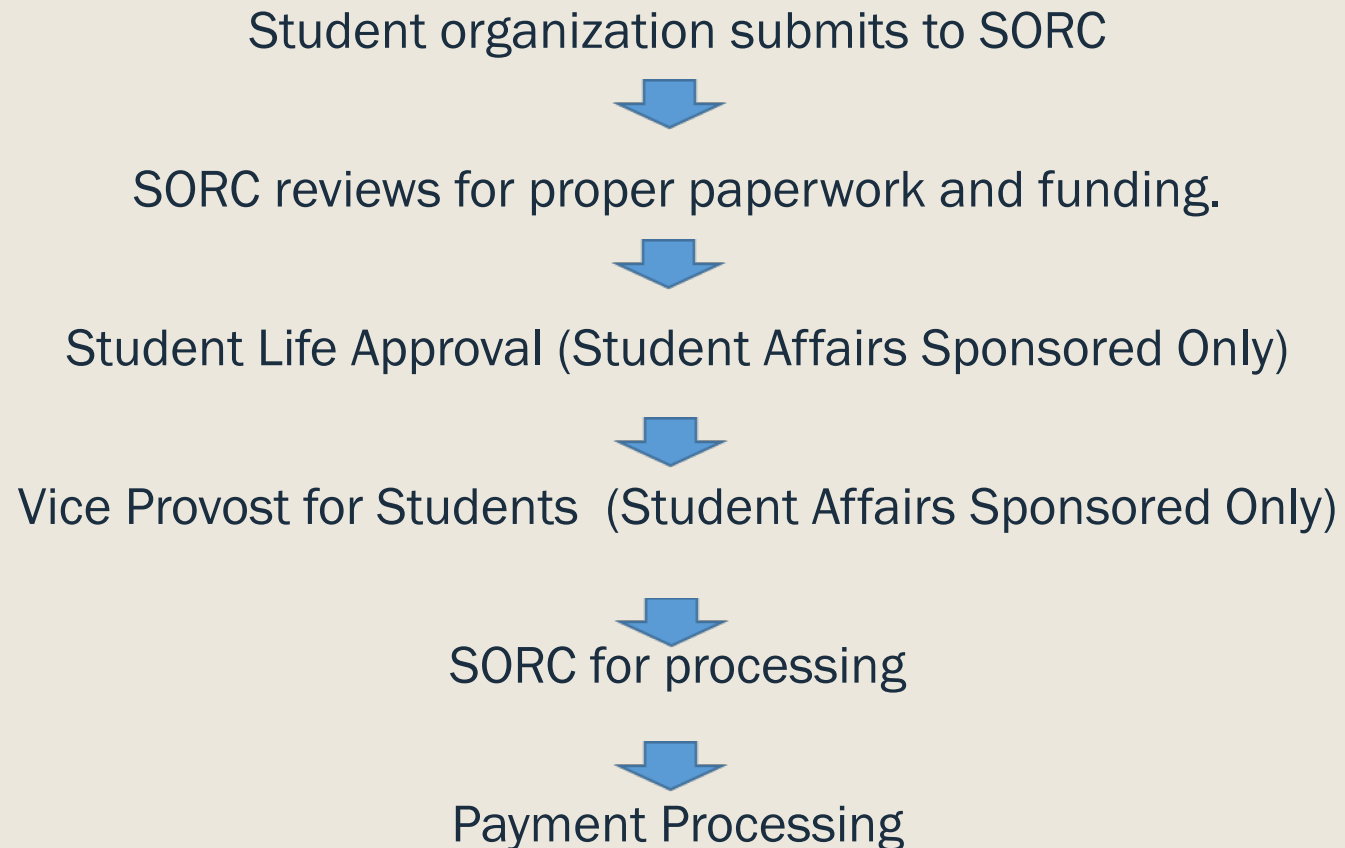 Student organization submits to SORC
SORC reviews for proper paperwork and funding.
Student Life Approval (Student Affairs Sponsored Only)
Vice Provost for Students  (Student Affairs Sponsored Only)
SORC for processing
Payment Processing